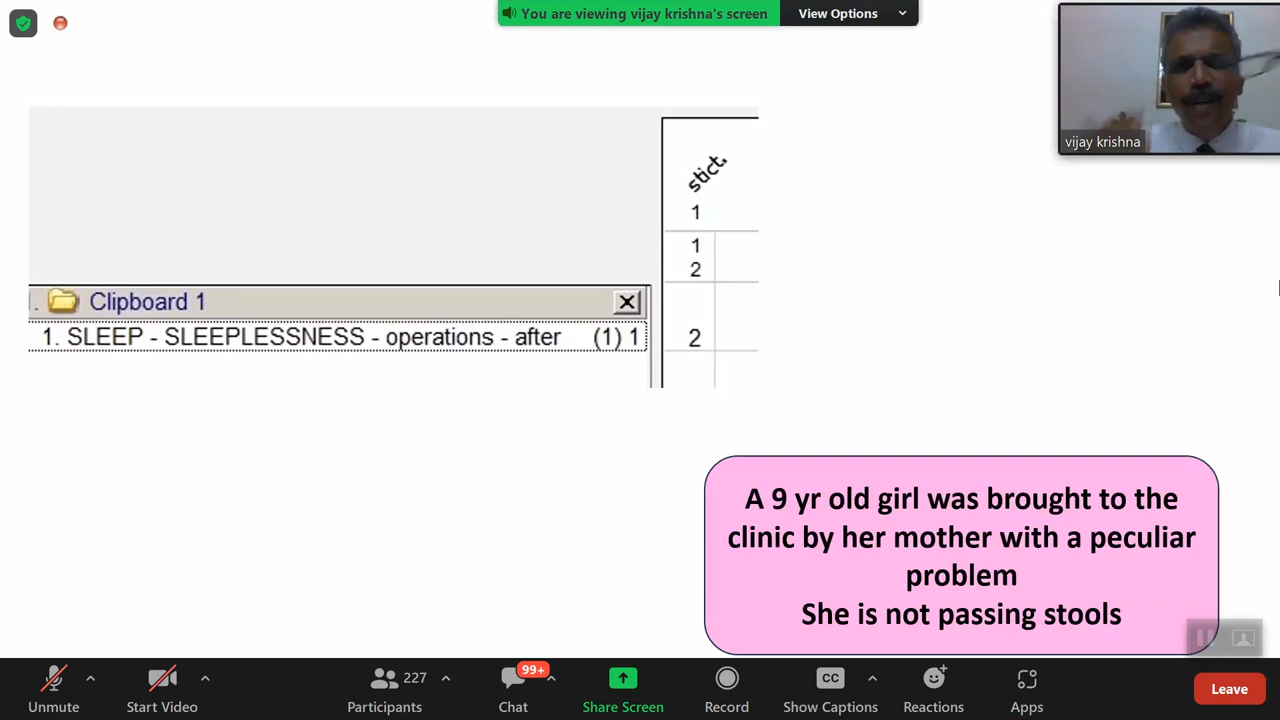 You are viewing vijay krishna's screen
View Options
vijay krishna
stict.
1
1
2
Clipboard 1
1. SLEEP - SLEEPLESSNESS - operations - after (1) 1
2
A 9 yr old girl was brought to the
clinic by her mother with a peculiar
problem
She is not passing stools
Unmute
Start Video
227
Participants
99+
Chat
Share Screen
Record
CC
Show Captions
Reactions
Apps
Leave